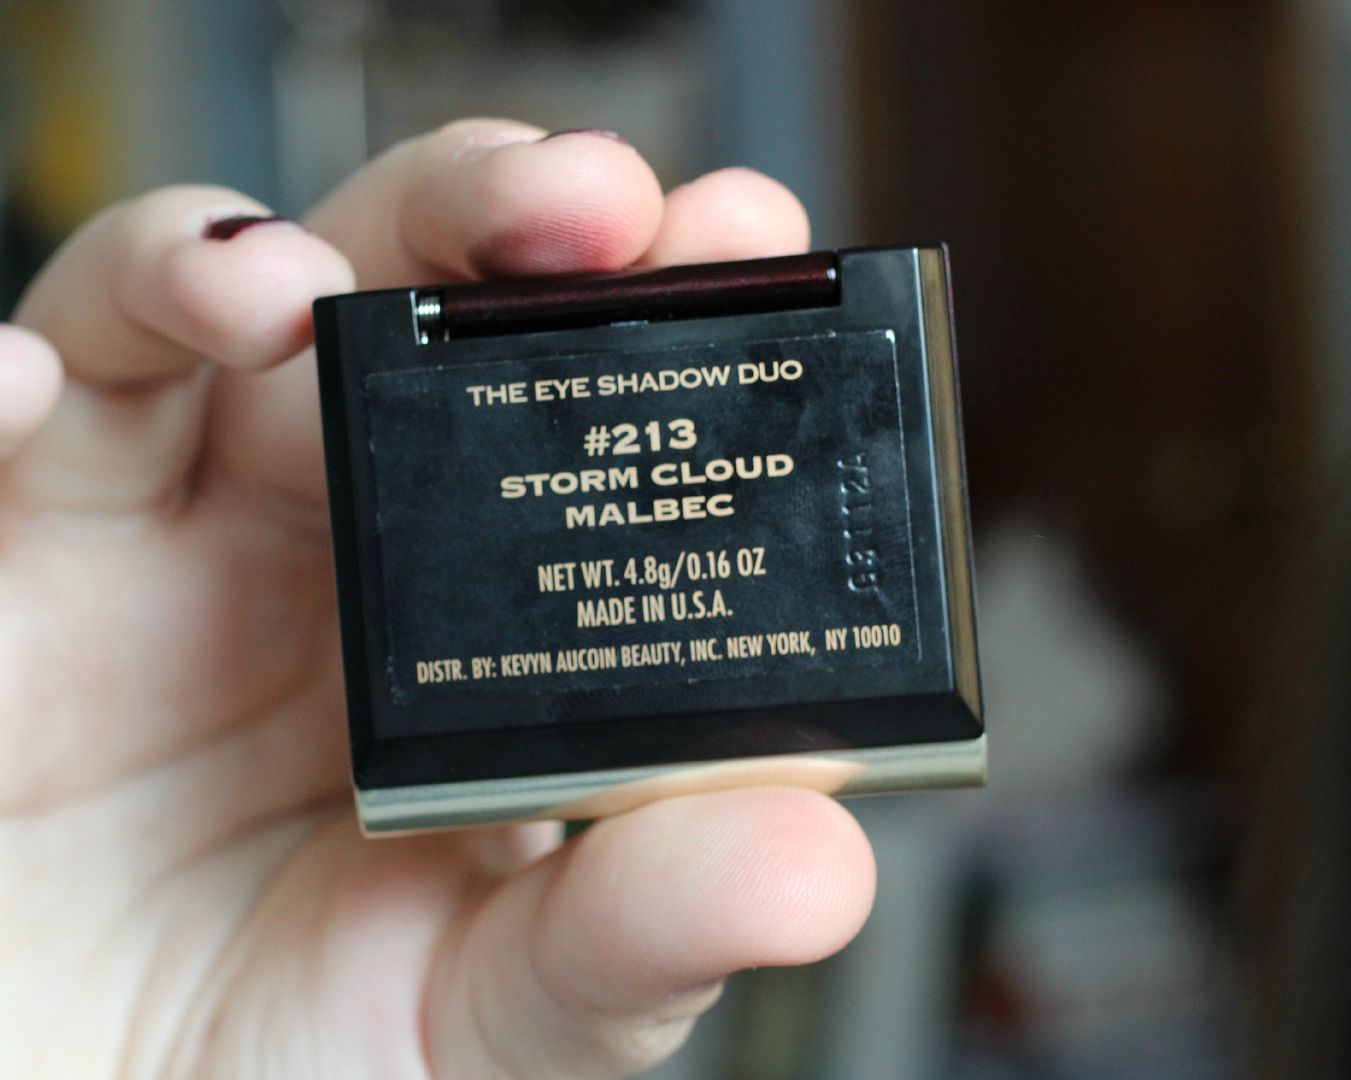 THE EYE SHADOW DUO
#213
STORM CLOUD
MALBEC
NET WT. 4.8g/0.16 OZ
MADE IN U.S.A.
DISTR. BY: KEVYN AUCOIN BEAUTY, INC. NEW YORK, NY 10010